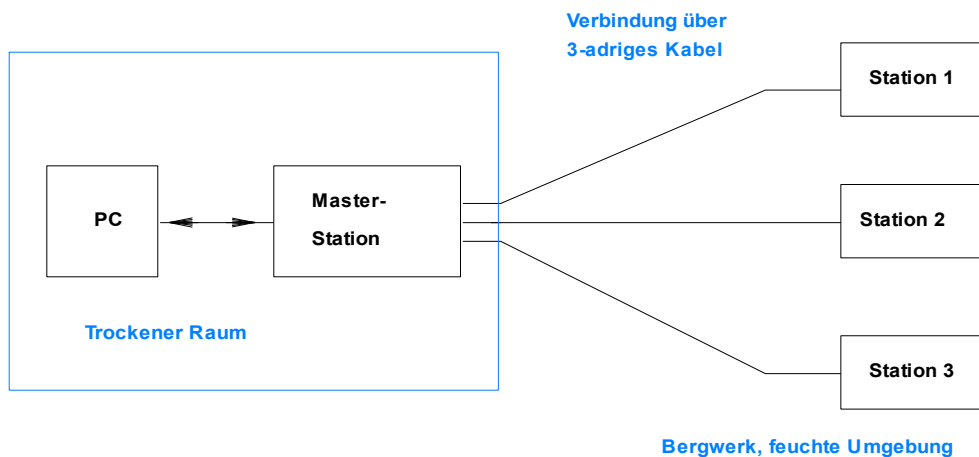 Verbindung über
3-adriges Kabel
Station 1
PC
Master-
Station
Station 2
Trockener Raum
Station 3
Bergwerk, feuchte Umgebung